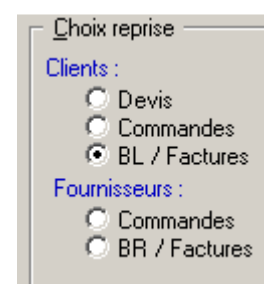 Choix reprise
Clients :
Devis
Commandes
BL / Factures
Fournisseurs :
Commandes
BR / Factures